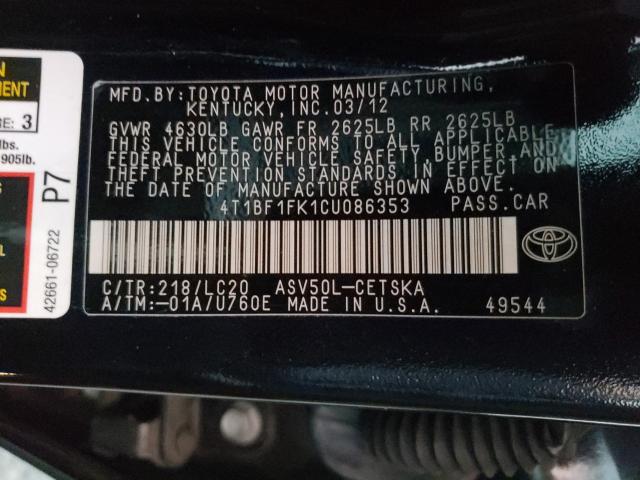 N
EMENT
E: 3
lbs.
905lb.
P7
42661-06722
MFD.BY:TOYOTA MOTOR MANUFACTURING,
KENTUCKY, INC.03/12
GVWR 4630LB GAWR FR 2625LB RR 2625LB
THIS VEHICLE CONFORMS TO ALL APPLICABLE
FEDERAL MOTOR VEHICLE SAFETY,BUMPER,AND
THEFT PREVENTION STANDARDS IN EFFECT ON
THE DATE OF MANUFACTURE SHOWN ABOVE.
4T1BF1FK1CU086353 PASS.CAR
C/TR:218/LC20 ASV50L-CETSKA
A/TM:-01A/U760E MADE IN U.S.A. 49544